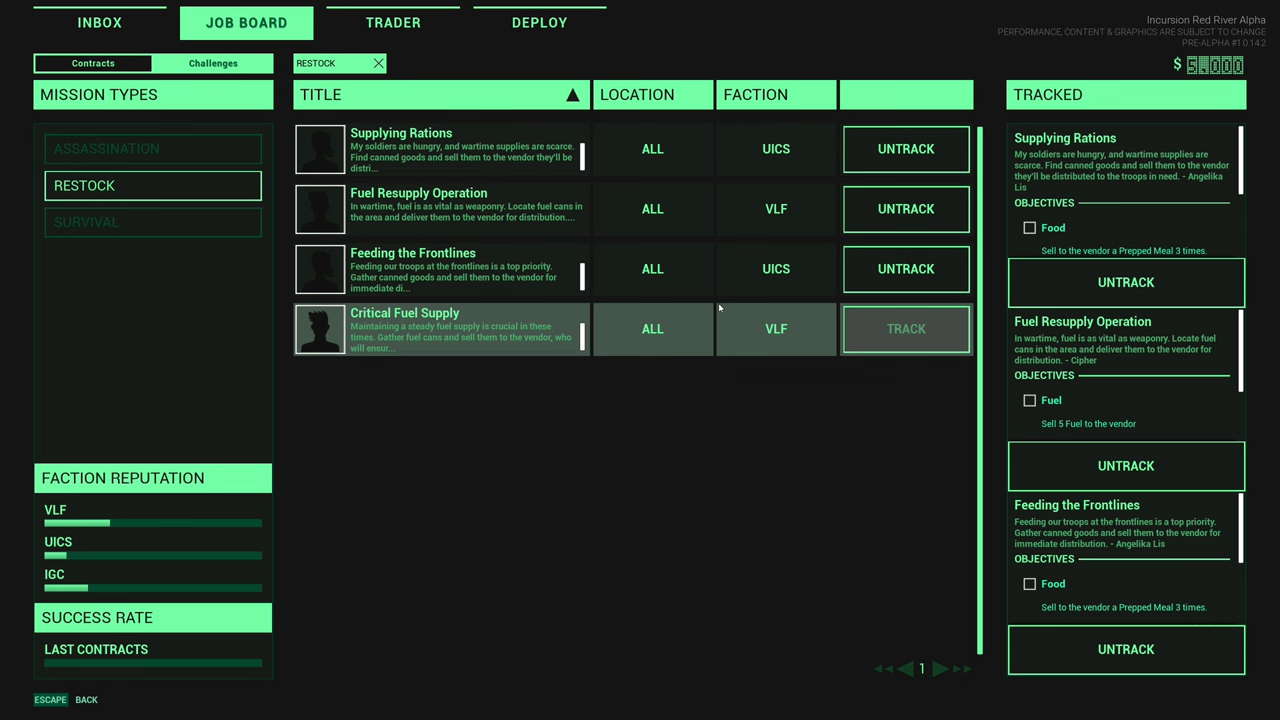 INBOX
JOB BOARD
TRADER
DEPLOY
Incursion Red River Alpha
PERFORMANCE, CONTENT & GRAPHICS ARE SUBJECT TO CHANGE
PRE-ALPHA #1.0.14.2
Contracts
Challenges
RESTOCK
$
MISSION TYPES
TITLE
LOCATION
FACTION
TRACKED
ASSASSINATION
RESTOCK
SURVIVAL
Supplying Rations
My soldiers are hungry, and wartime supplies are scarce.
Find canned goods and sell them to the vendor they'll be
distri...
ALL
UICS
UNTRACK
Fuel Resupply Operation
In wartime, fuel is as vital as weaponry. Locate fuel cans in
the area and deliver them to the vendor for distribution....
ALL
VLF
UNTRACK
Feeding the Frontlines
Feeding our troops at the frontlines is a top priority.
Gather canned goods and sell them to the vendor for
immediate di...
ALL
UICS
UNTRACK
Critical Fuel Supply
Maintaining a steady fuel supply is crucial in these
times. Gather fuel cans and sell them to the vendor, who
will ensur...
ALL
VLF
TRACK
1
Supplying Rations
My soldiers are hungry, and wartime supplies are
scarce. Find canned goods and sell them to the vendor
they'll be distributed to the troops in need. - Angelika
Lis
OBJECTIVES
Food
Sell to the vendor a Prepped Meal 3 times.
UNTRACK
Fuel Resupply Operation
In wartime, fuel is as vital as weaponry. Locate fuel
cans in the area and deliver them to the vendor for
distribution. - Cipher
OBJECTIVES
Fuel
Sell 5 Fuel to the vendor
UNTRACK
Feeding the Frontlines
Feeding our troops at the frontlines is a top priority.
Gather canned goods and sell them to the vendor for
immediate distribution. - Angelika Lis
OBJECTIVES
Food
Sell to the vendor a Prepped Meal 3 times.
UNTRACK
FACTION REPUTATION
VLF
UICS
IGC
SUCCESS RATE
LAST CONTRACTS
ESCAPE
BACK